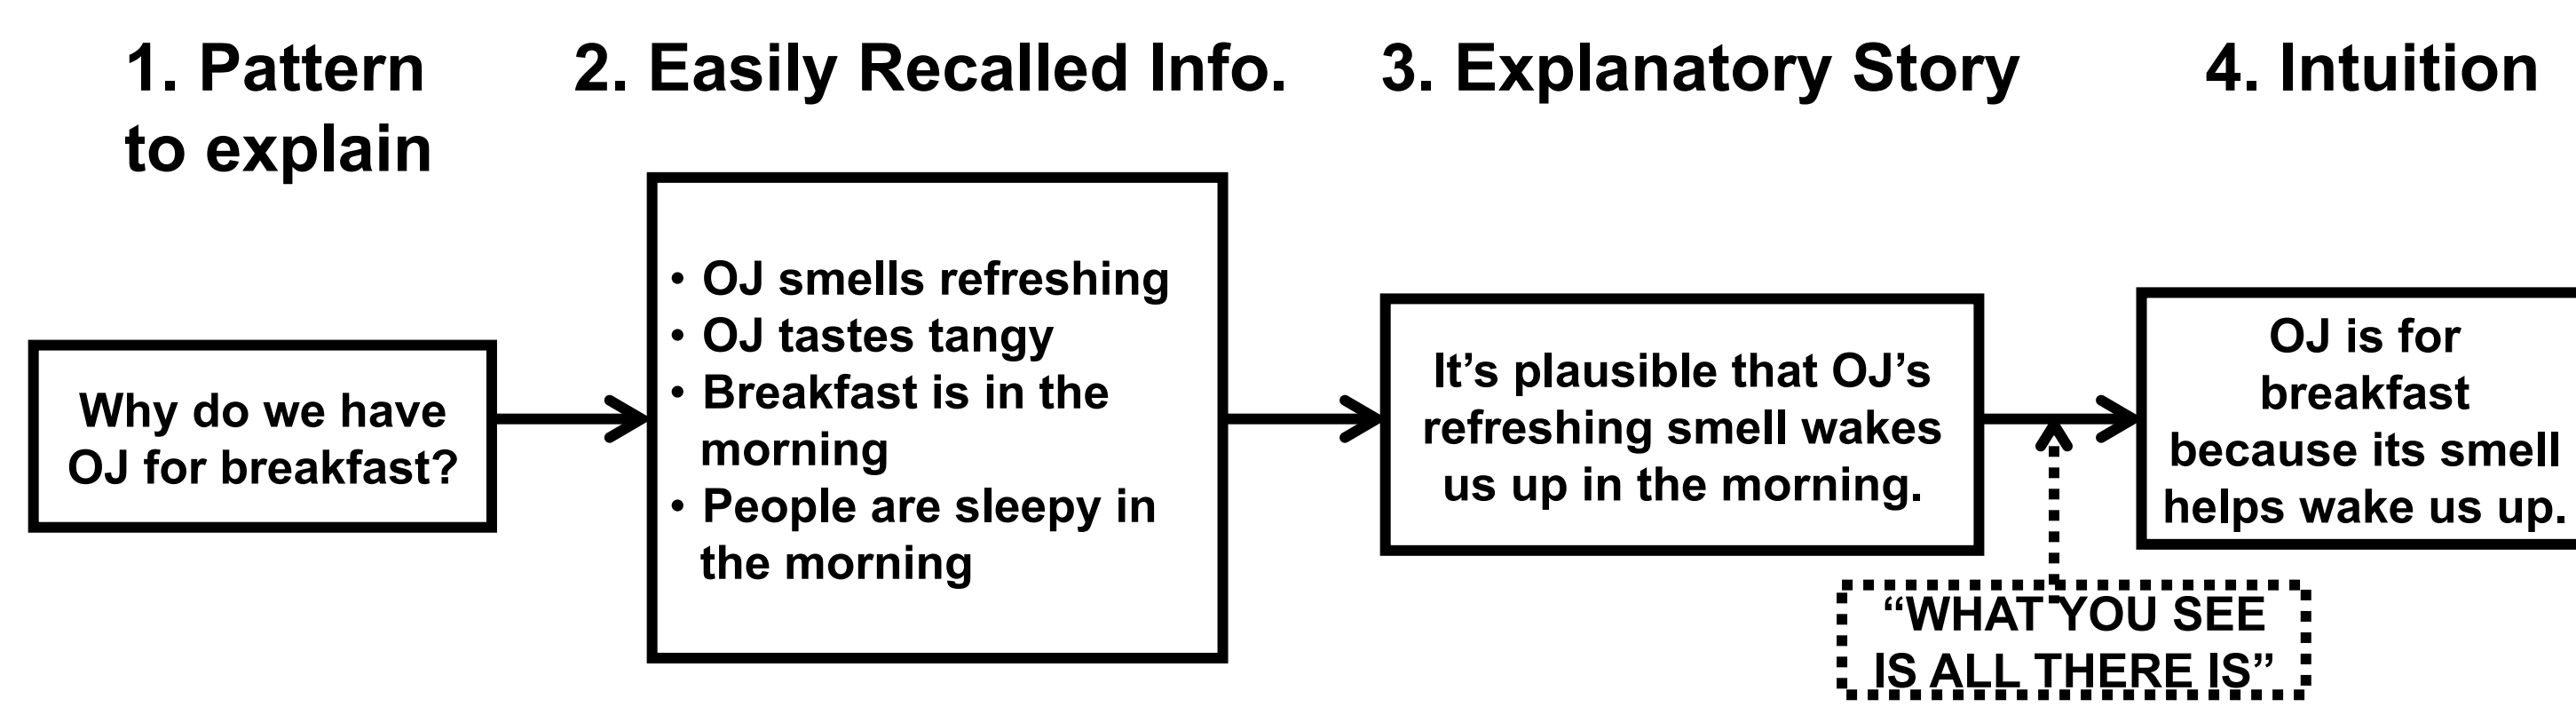 1. Pattern
to explain
2. Easily Recalled Info.
3. Explanatory Story
4. Intuition
Why do we have
OJ for breakfast?
• OJ smells refreshing
• OJ tastes tangy
• Breakfast is in the
morning
• People are sleepy in
the morning
It’s plausible that OJ’s
refreshing smell wakes
us up in the morning.
OJ is for
breakfast
because its smell
helps wake us up.
“WHAT YOU SEE
IS ALL THERE IS”